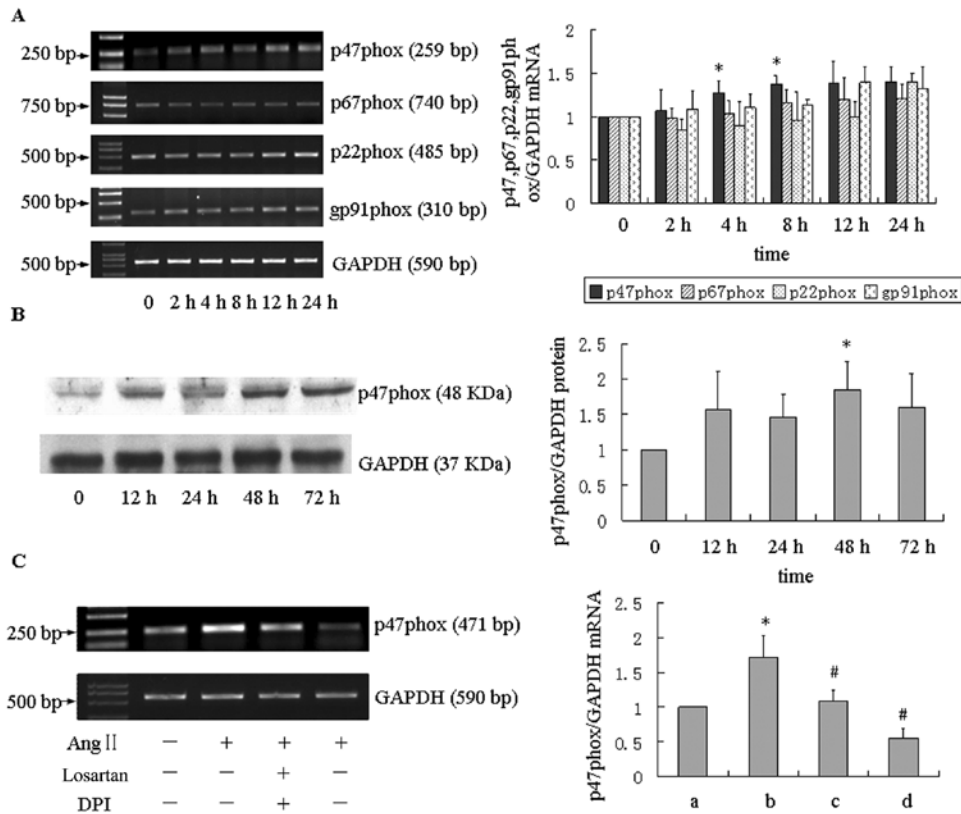 A
250 bp
p47phox (259 bp)
750 bp
p67phox (740 bp)
500 bp
p22phox (485 bp)
500 bp
gp91phox (310 bp)
500 bp
GAPDH (590 bp)
0 2 h 4 h 8 h 12 h 24 h
p47,p67,p22,gp91ph
ox/GAPDH mRNA
2
1.5
1
0.5
0
* *
0 2 h 4 h 8 h 12 h 24 h
time
p47phox p67phox p22phox gp91phox
B
p47phox (48 KDa)
GAPDH (37 KDa)
0 12 h 24 h 48 h 72 h
p47phox/GAPDH protein
2.5
2
1.5
1
0.5
0
*
0 12 h 24 h 48 h 72 h
time
C
250 bp
p47phox (471 bp)
500 bp
GAPDH (590 bp)
Ang II − + + +
Losartan − − + −
DPI − − + −
p47phox/GAPDH mRNA
2.5
2
1.5
1
0.5
0
* # #
a b c d